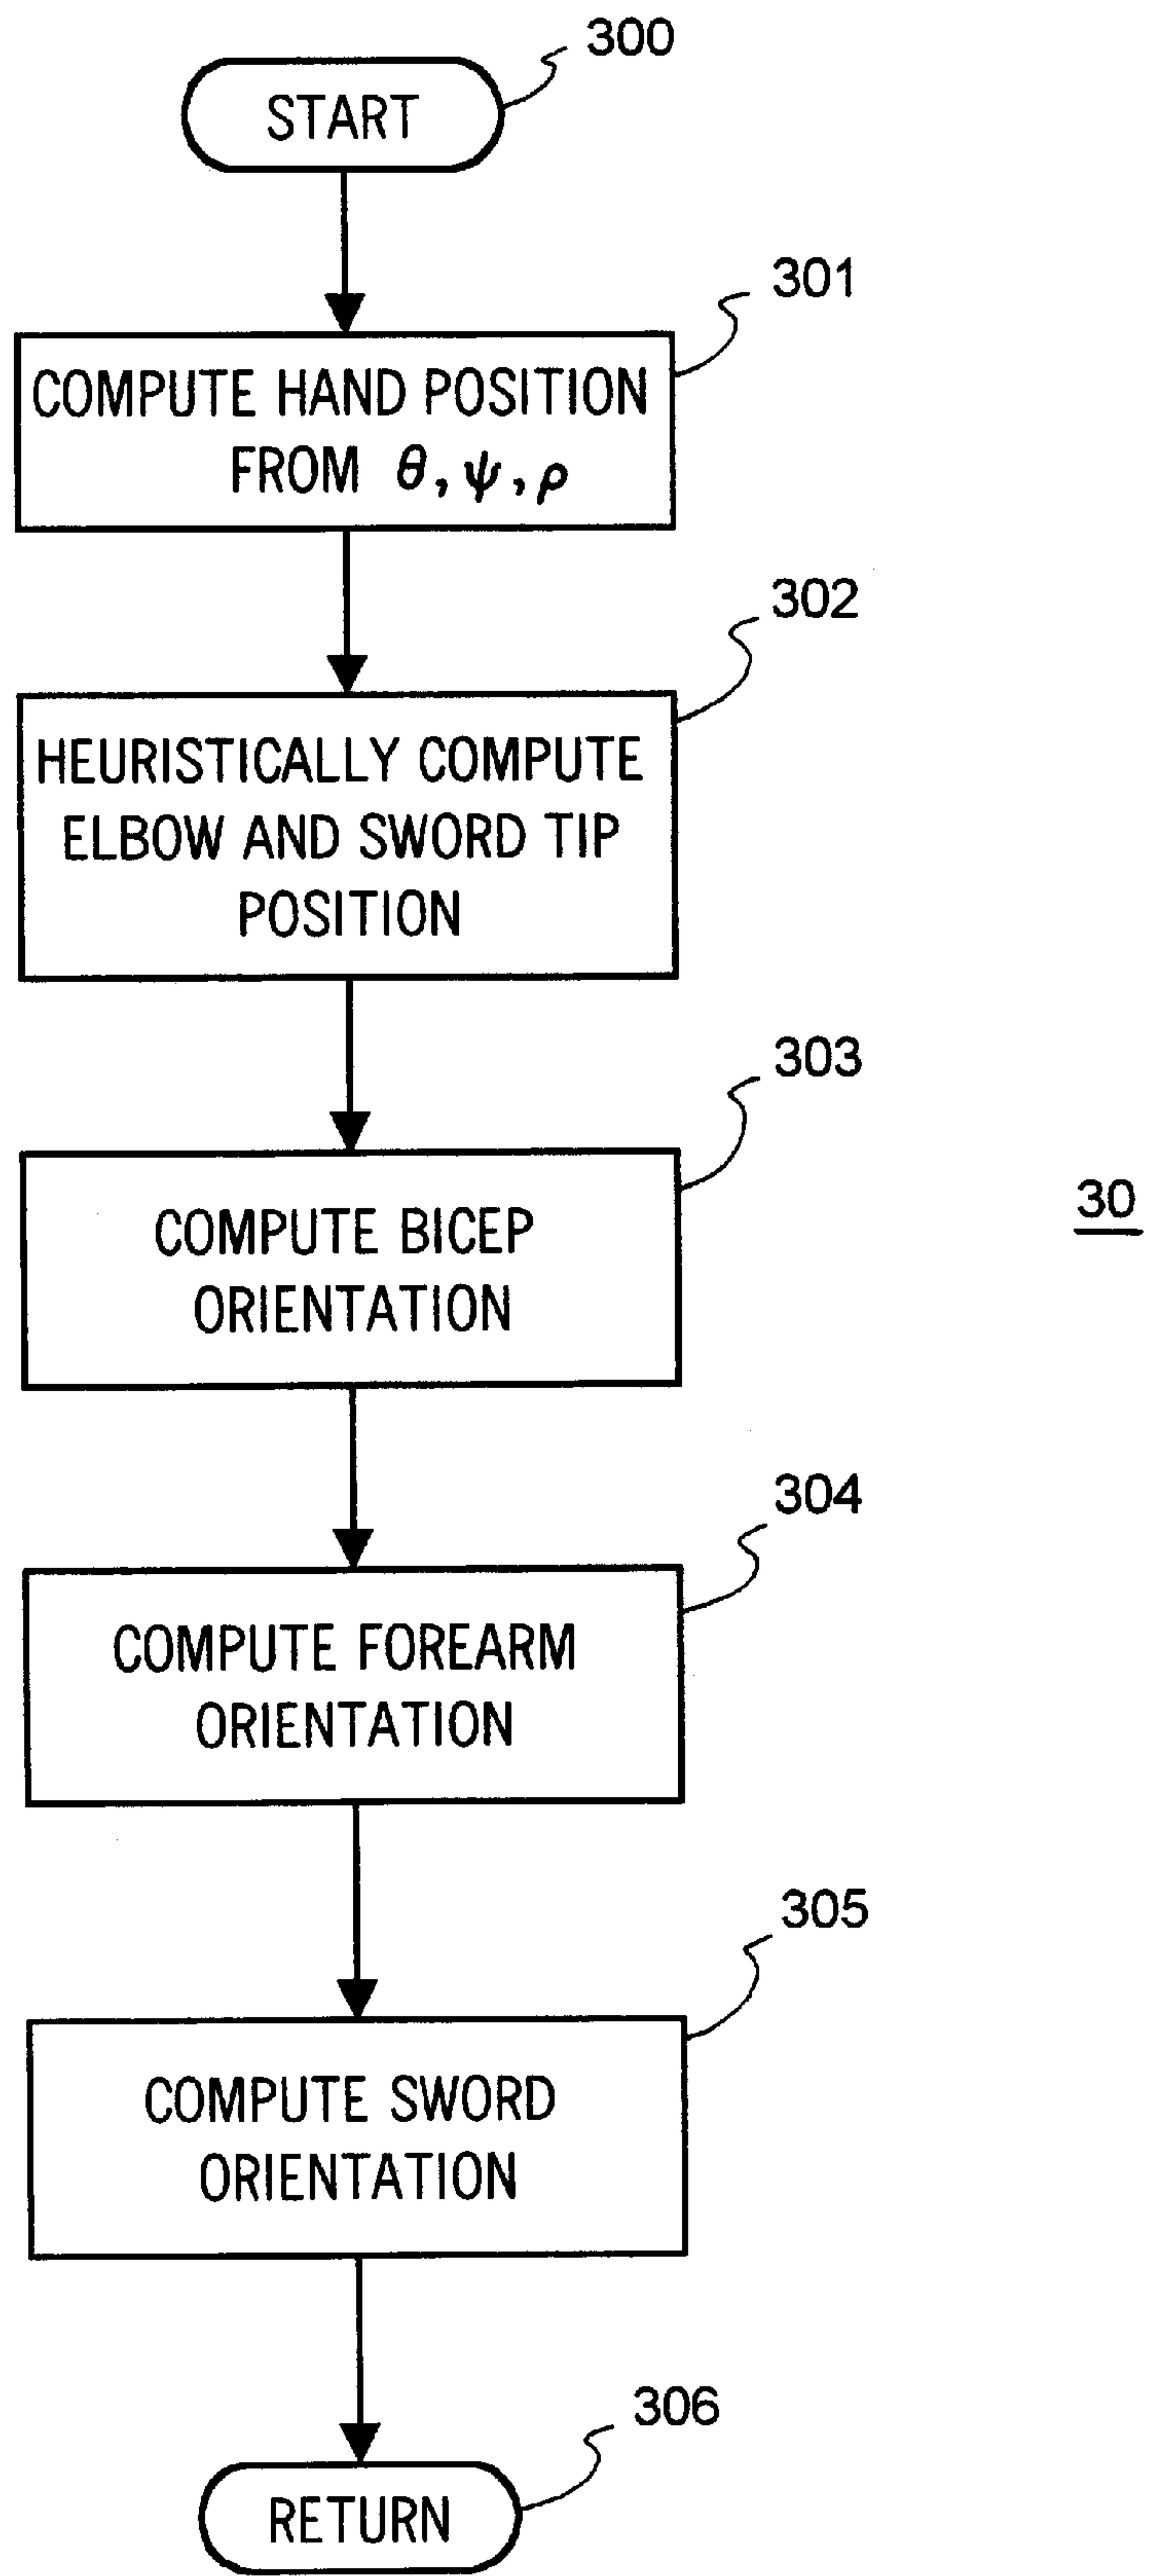 300
START
301
COMPUTE HAND POSITION
FROM θ, ψ, ρ
302
HEURISTICALLY COMPUTE
ELBOW AND SWORD TIP
POSITION
303
COMPUTE BICEP
ORIENTATION
30
304
COMPUTE FOREARM
ORIENTATION
305
COMPUTE SWORD
ORIENTATION
306
RETURN